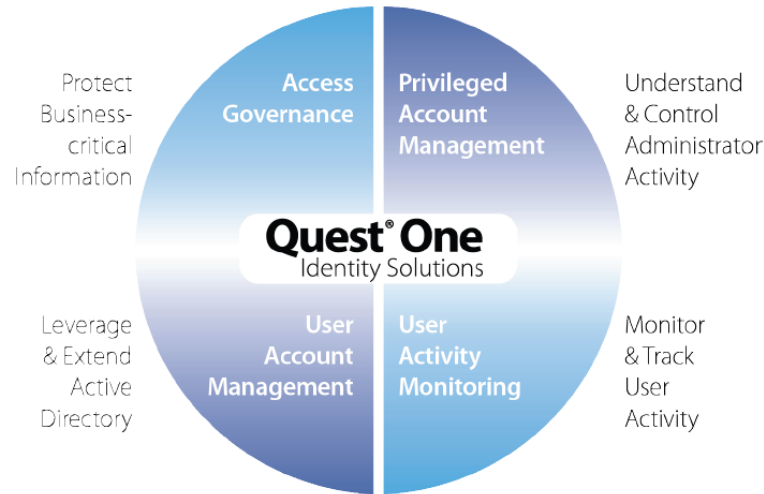 Protect
Business-
critical
Information
Access
Governance
Privileged
Account
Management
Understand
& Control
Administrator
Activity
Quest® One
Identity Solutions
Leverage
& Extend
Active
Directory
User
Account
Management
User
Activity
Monitoring
Monitor
& Track
User
Activity